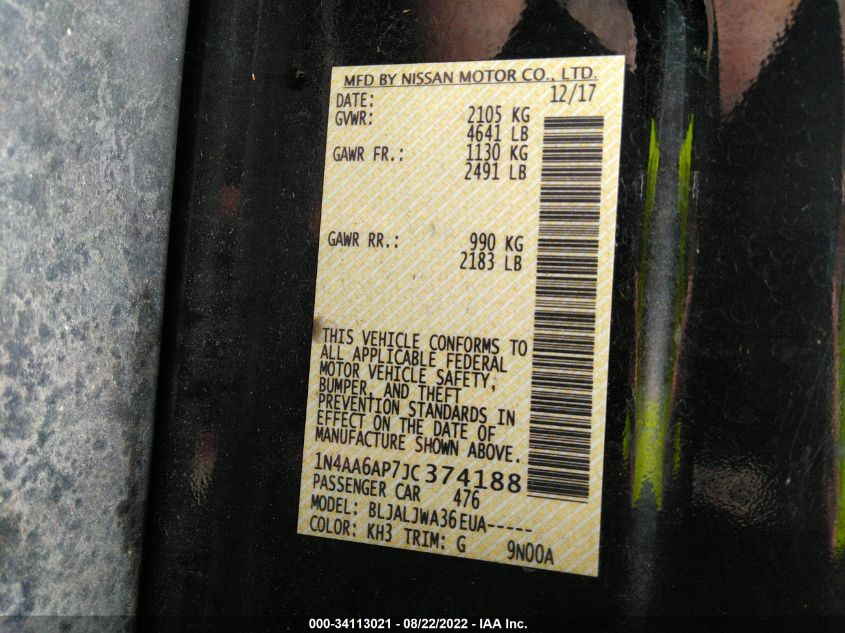 MFD BY NISSAN MOTOR CO., LTD.
DATE: 12/17
GVWR: 2105 KG
4641 LB
GAWR FR.: 1130 KG
2491 LB
GAWR RR.: 990 KG
2183 LB
THIS VEHICLE CONFORMS TO
ALL APPLICABLE FEDERAL
MOTOR VEHICLE SAFETY,
BUMPER, AND THEFT
PREVENTION STANDARDS IN
EFFECT ON THE DATE OF
MANUFACTURE SHOWN ABOVE.
1N4AA6AP7JC374188
PASSENGER CAR 476
MODEL: BLJALJWA36EUA-----
COLOR: KH3 TRIM: G 9N00A
000-34113021 - 08/22/2022 - IAA Inc.